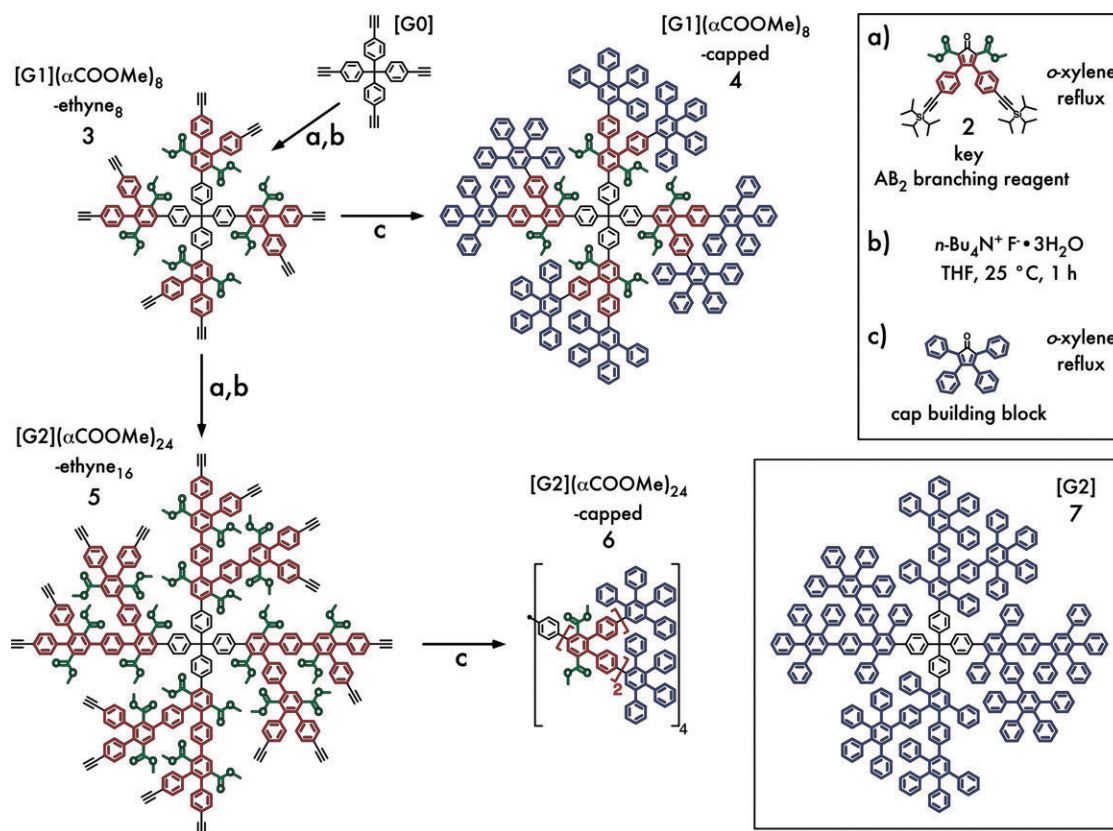 [G0]
[G1](αCOOMe)₈
-ethyne₈
3
a,b
[G1](αCOOMe)₈
-capped
4
c
a,b
[G2](αCOOMe)₂₄
-ethyne₁₆
5
c
[G2](αCOOMe)₂₄
-capped
6
2
4
a)
o-xylene
reflux
2
key
AB₂ branching reagent
b)
n-Bu₄N⁺ F⁻•3H₂O
THF, 25 °C, 1 h
c)
o-xylene
reflux
cap building block
[G2]
7